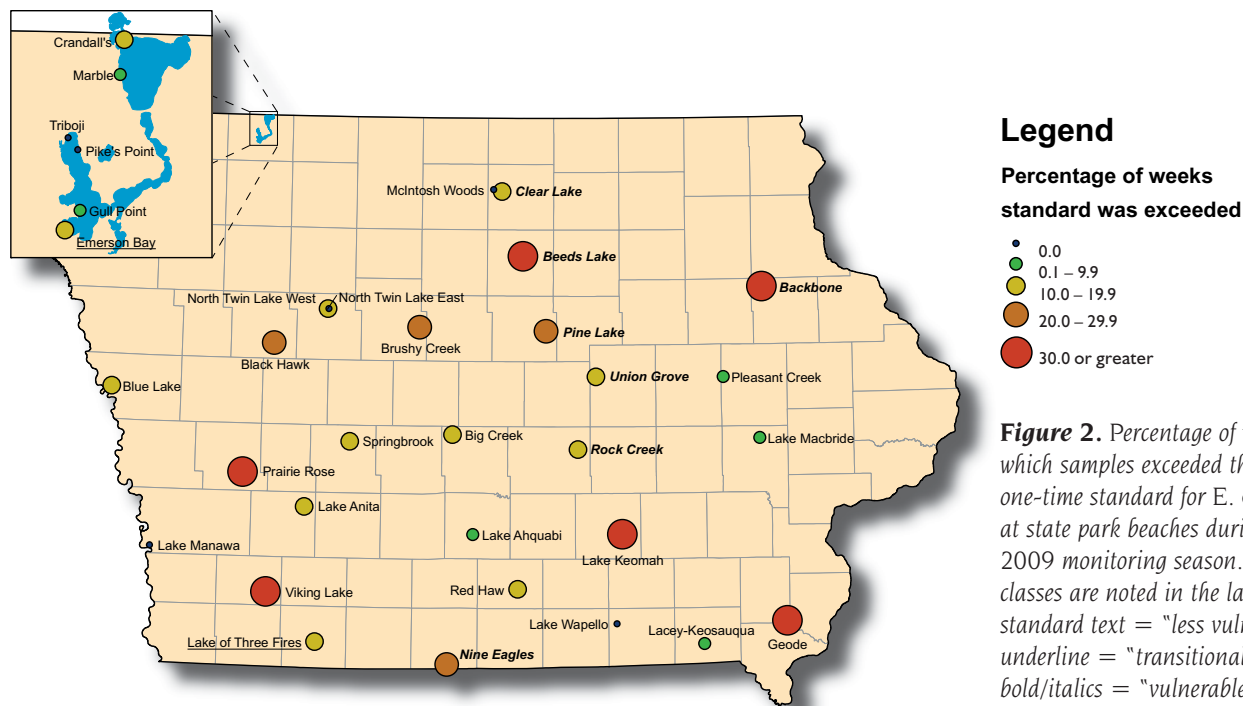 Crandall's
Marble
Triboji
Pike's Point
Gull Point
Emerson Bay
McIntosh Woods
Clear Lake
Beeds Lake
Backbone
North Twin Lake West
North Twin Lake East
Black Hawk
Brushy Creek
Pine Lake
Blue Lake
Union Grove
Pleasant Creek
Springbrook
Big Creek
Rock Creek
Lake Macbride
Prairie Rose
Lake Anita
Lake Ahquabi
Lake Keomah
Lake Manawa
Viking Lake
Red Haw
Lake Wapello
Lacey-Keosauqua
Geode
Lake of Three Fires
Nine Eagles
Legend
Percentage of weeks
standard was exceeded
0.0
0.1 – 9.9
10.0 – 19.9
20.0 – 29.9
30.0 or greater
Figure 2. Percentage of
which samples exceeded th
one-time standard for E.
at state park beaches duri
2009 monitoring season.
classes are noted in the la
standard text = "less vuln
underline = "transitional
bold/italics = "vulnerable